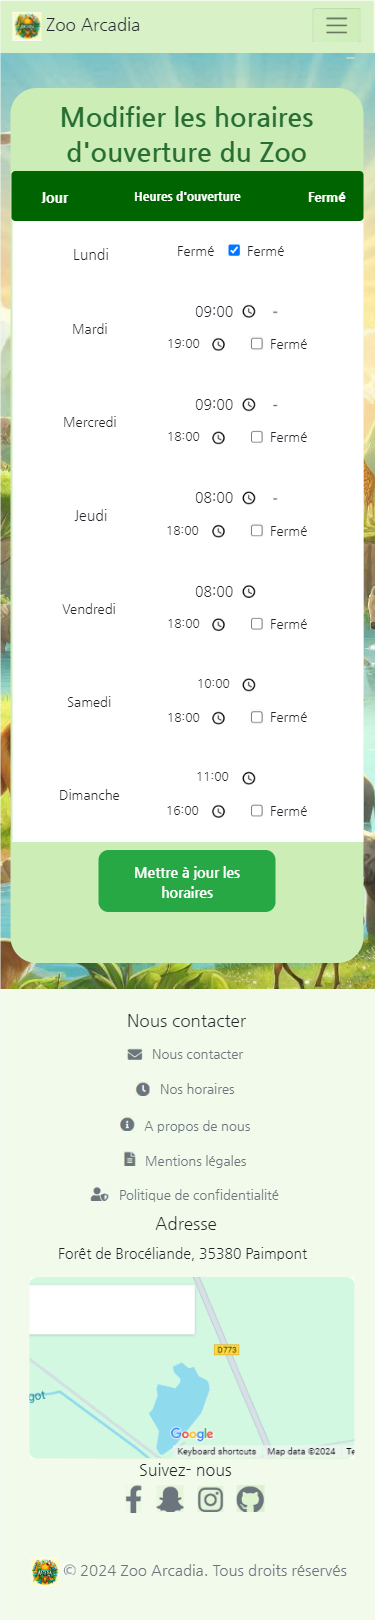 Zoo Arcadia
Modifier les horaires
d'ouverture du Zoo
Jour Heures d'ouverture Fermé
Lundi Fermé Fermé
Mardi 09:00 -
19:00 Fermé
Mercredi 09:00 -
18:00 Fermé
Jeudi 08:00 -
18:00 Fermé
Vendredi 08:00
18:00 Fermé
Samedi 10:00
18:00 Fermé
Dimanche 11:00
16:00 Fermé
Mettre à jour les
horaires
Nous contacter
Nous contacter
Nos horaires
A propos de nous
Mentions légales
Politique de confidentialité
Adresse
Forêt de Brocéliande, 35380 Paimpont
D773
got
Google
Keyboard shortcuts Map data ©2024 Te
Suivez- nous
© 2024 Zoo Arcadia. Tous droits réservés